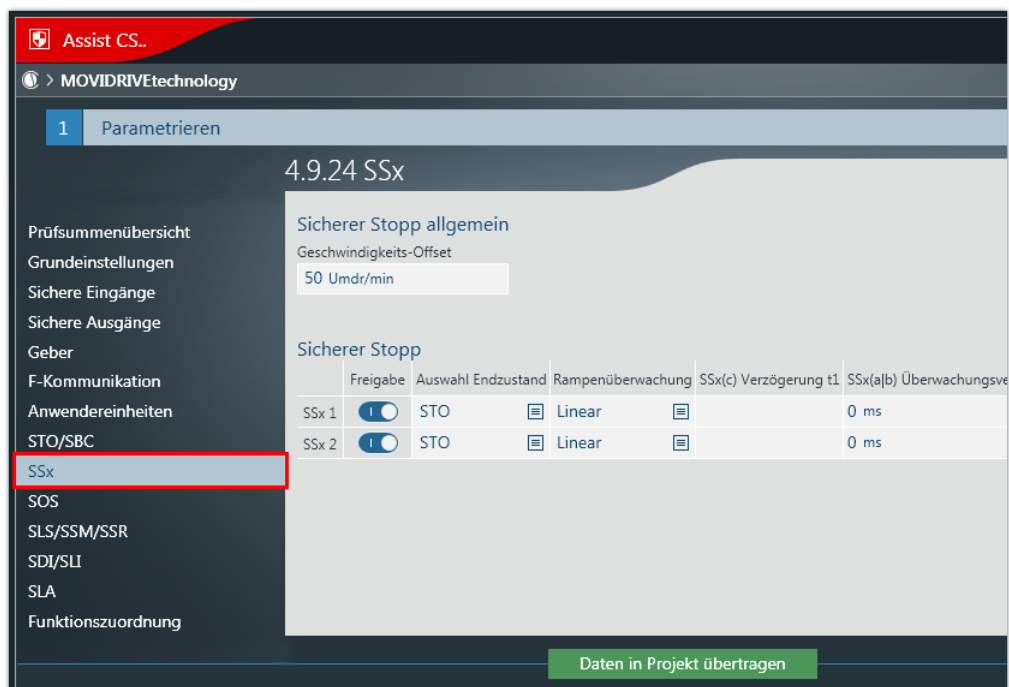 Assist CS..
> MOVIDRIVEtechnology
1 Parametrieren
4.9.24 SSx
Prüfsummenübersicht
Grundeinstellungen
Sichere Eingänge
Sichere Ausgänge
Geber
F-Kommunikation
Anwendereinheiten
STO/SBC
SSx
SOS
SLS/SSM/SSR
SDI/SLI
SLA
Funktionszuordnung
Sicherer Stopp allgemein
Geschwindigkeits-Offset
50 Umdr/min
Sicherer Stopp
Freigabe Auswahl Endzustand Rampenüberwachung SSx(c) Verzögerung t1 SSx(a|b) Überwachungsve
SSx 1 STO Linear 0 ms
SSx 2 STO Linear 0 ms
Daten in Projekt übertragen